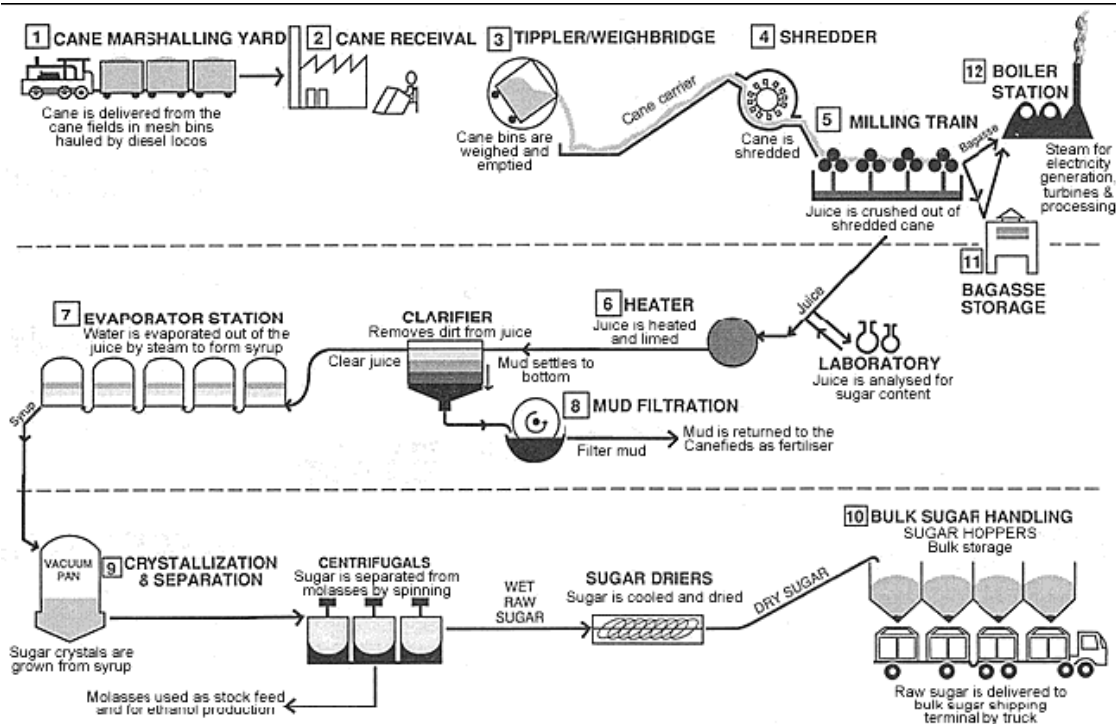 1 CANE MARSHALLING YARD
Cane is delivered from the
cane fields in mesh bins
hauled by diesel locos
2 CANE RECEIVAL
3 TIPPLER/WEIGHBRIDGE
Cane bins are
weighed and
emptied
Cane carrier
4 SHREDDER
Cane is
shredded
5 MILLING TRAIN
Juice is crushed out of
shredded cane
Bagasse
12 BOILER
STATION
Steam for
electricity
generation,
turbines &
processing
11
BAGASSE
STORAGE
Juice
LABORATORY
Juice is analysed for
sugar content
6 HEATER
Juice is heated
and limed
CLARIFIER
Removes dirt from juice
Mud settles to
bottom
Clear juice
7 EVAPORATOR STATION
Water is evaporated out of the
juice by steam to form syrup
Syrup
8 MUD FILTRATION
Filter mud
Mud is returned to the
Canefieds as fertiliser
VACUUM
PAN
9 CRYSTALLIZATION
& SEPARATION
Sugar crystals are
grown from syrup
CENTRIFUGALS
Sugar is separated from
molasses by spinning
Molasses used as stock feed
and for ethanol production
WET
RAW
SUGAR
SUGAR DRIERS
Sugar is cooled and dried
DRY SUGAR
10 BULK SUGAR HANDLING
SUGAR HOPPERS
Bulk storage
Raw sugar is delivered to
bulk sugar shipping
terminal by truck